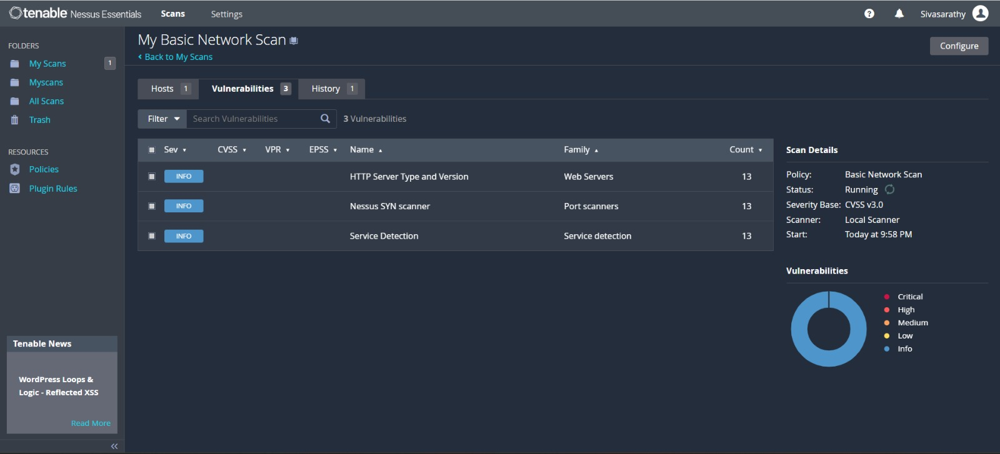 tenable Nessus Essentials Scans Settings ? Sivasarathy
FOLDERS
My Scans 1
Myscans
All Scans
Trash
RESOURCES
Policies
Plugin Rules
Tenable News
WordPress Loops &
Logic - Reflected XSS
Read More
My Basic Network Scan
Back to My Scans
Configure
Hosts 1 Vulnerabilities 3 History 1
Filter Search Vulnerabilities 3 Vulnerabilities
Sev CVSS VPR EPSS Name Family Count
INFO HTTP Server Type and Version Web Servers 13
INFO Nessus SYN scanner Port scanners 13
INFO Service Detection Service detection 13
Scan Details
Policy: Basic Network Scan
Status: Running
Severity Base: CVSS v3.0
Scanner: Local Scanner
Start: Today at 9:58 PM
Vulnerabilities
Critical
High
Medium
Low
Info